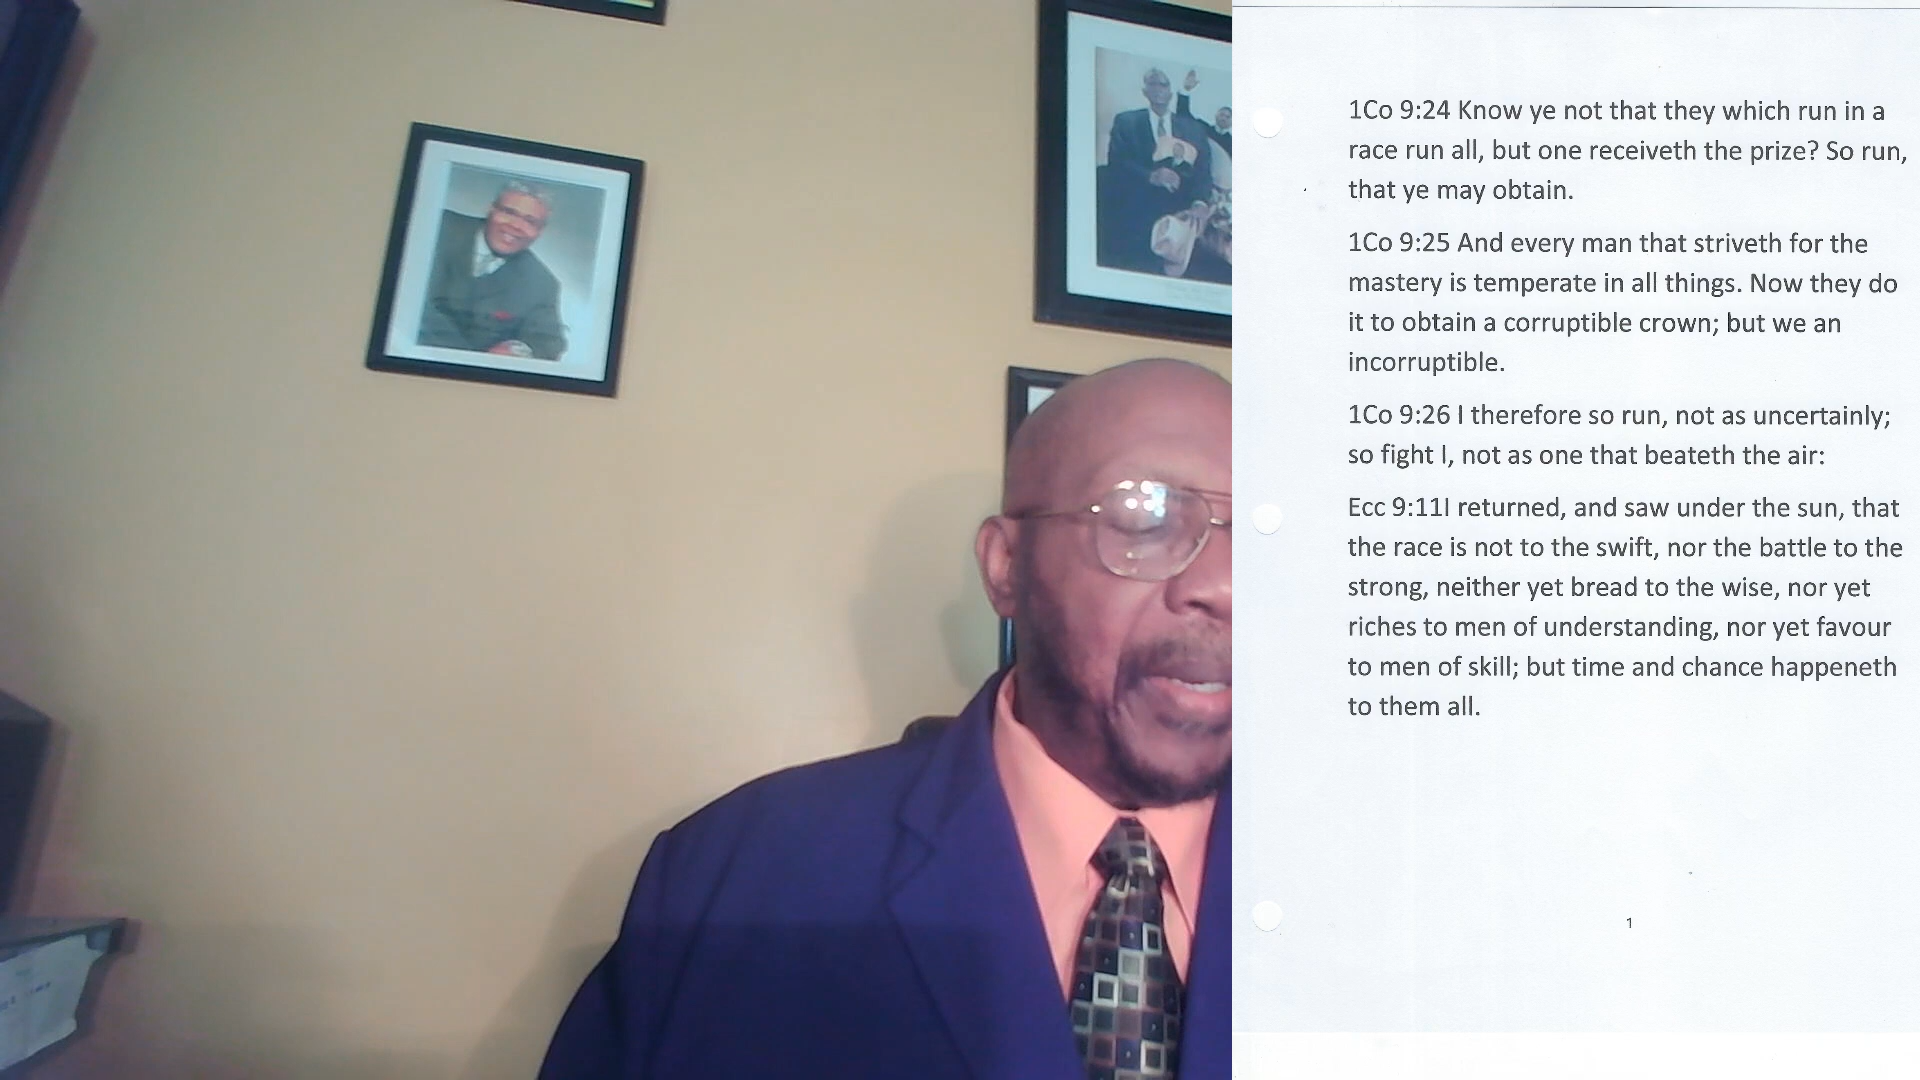 1Co 9:24 Know ye not that they which run in a
race run all, but one receiveth the prize? So run,
that ye may obtain.
1Co 9:25 And every man that striveth for the
mastery is temperate in all things. Now they do
it to obtain a corruptible crown; but we an
incorruptible.
1Co 9:26 I therefore so run, not as uncertainly;
so fight I, not as one that beateth the air:
Ecc 9:11I returned, and saw under the sun, that
the race is not to the swift, nor the battle to the
strong, neither yet bread to the wise, nor yet
riches to men of understanding, nor yet favour
to men of skill; but time and chance happeneth
to them all.
1